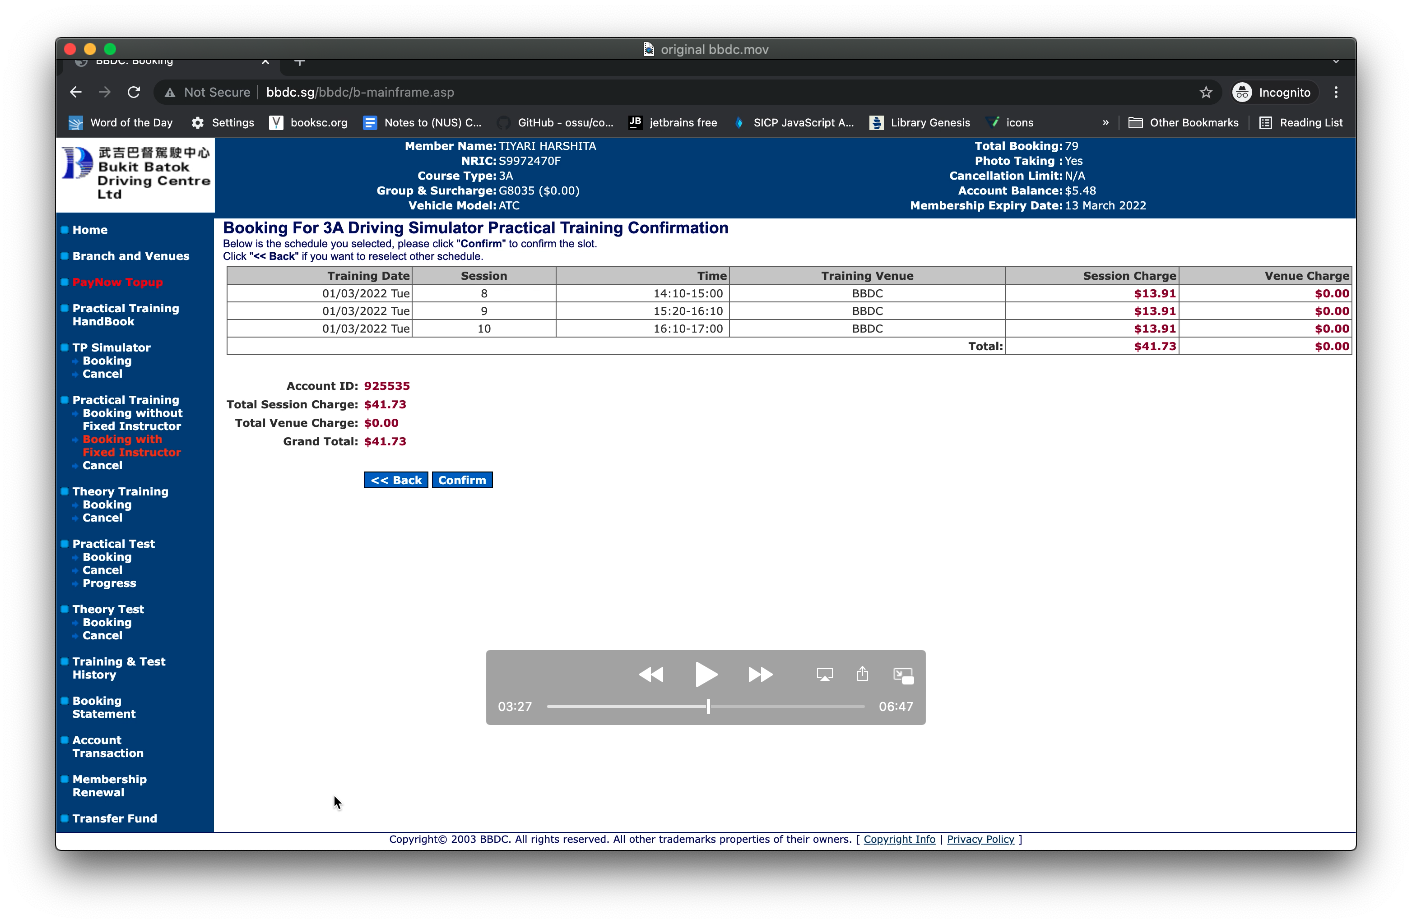 original bbdc.mov
BBDC: Booking
Not Secure | bbdc.sg/bbdc/b-mainframe.asp
Incognito
Word of the Day
Settings
booksc.org
Notes to (NUS) C...
GitHub - ossu/co...
jetbrains free
SICP JavaScript A...
Library Genesis
icons
»
Other Bookmarks
Reading List
武吉巴督駕駛中心
Bukit Batok
Driving Centre
Ltd
Member Name: TIYARI HARSHITA
NRIC: S9972470F
Course Type: 3A
Group & Surcharge: G8035 ($0.00)
Vehicle Model: ATC
Total Booking: 79
Photo Taking : Yes
Cancellation Limit: N/A
Account Balance: $5.48
Membership Expiry Date: 13 March 2022
Home
Branch and Venues
PayNow Topup
Practical Training
HandBook
TP Simulator
Booking
Cancel
Practical Training
Booking without
Fixed Instructor
Booking with
Fixed Instructor
Cancel
Theory Training
Booking
Cancel
Practical Test
Booking
Cancel
Progress
Theory Test
Booking
Cancel
Training & Test
History
Booking
Statement
Account
Transaction
Membership
Renewal
Transfer Fund
Booking For 3A Driving Simulator Practical Training Confirmation
Below is the schedule you selected, please click "Confirm" to confirm the slot.
Click "<< Back" if you want to reselect other schedule.
Training Date Session Time Training Venue Session Charge Venue Charge
01/03/2022 Tue 8 14:10-15:00 BBDC $13.91 $0.00
01/03/2022 Tue 9 15:20-16:10 BBDC $13.91 $0.00
01/03/2022 Tue 10 16:10-17:00 BBDC $13.91 $0.00
Total: $41.73 $0.00
Account ID: 925535
Total Session Charge: $41.73
Total Venue Charge: $0.00
Grand Total: $41.73
<< Back Confirm
03:27 06:47
Copyright© 2003 BBDC. All rights reserved. All other trademarks properties of their owners. [ Copyright Info | Privacy Policy ]